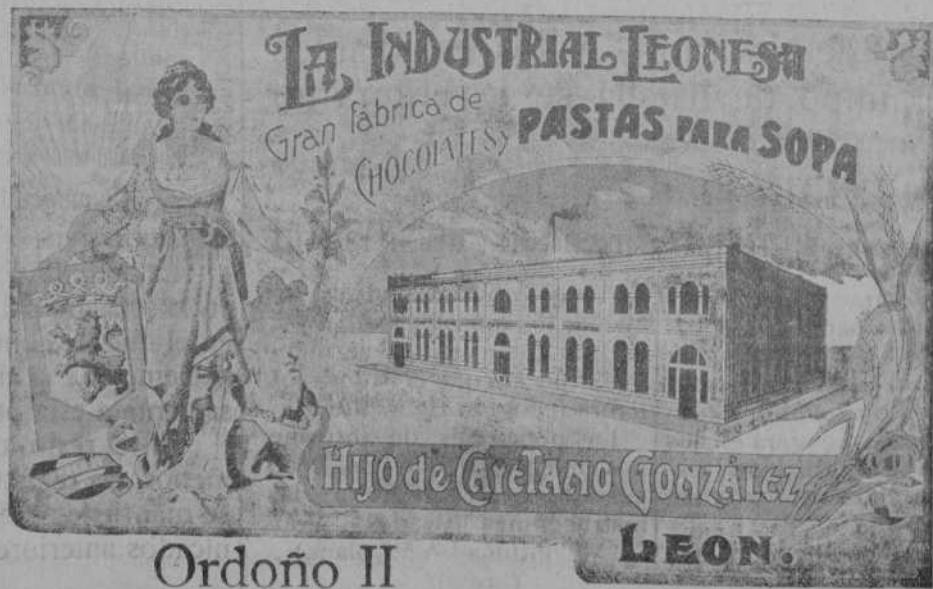 LA INDUSTRIAL LEONESA
Gran fábrica de
CHOCOLATES y PASTAS PARA SOPA
HIJO de CAYETANO GONZÁLEZ
LEON.
Ordoño II